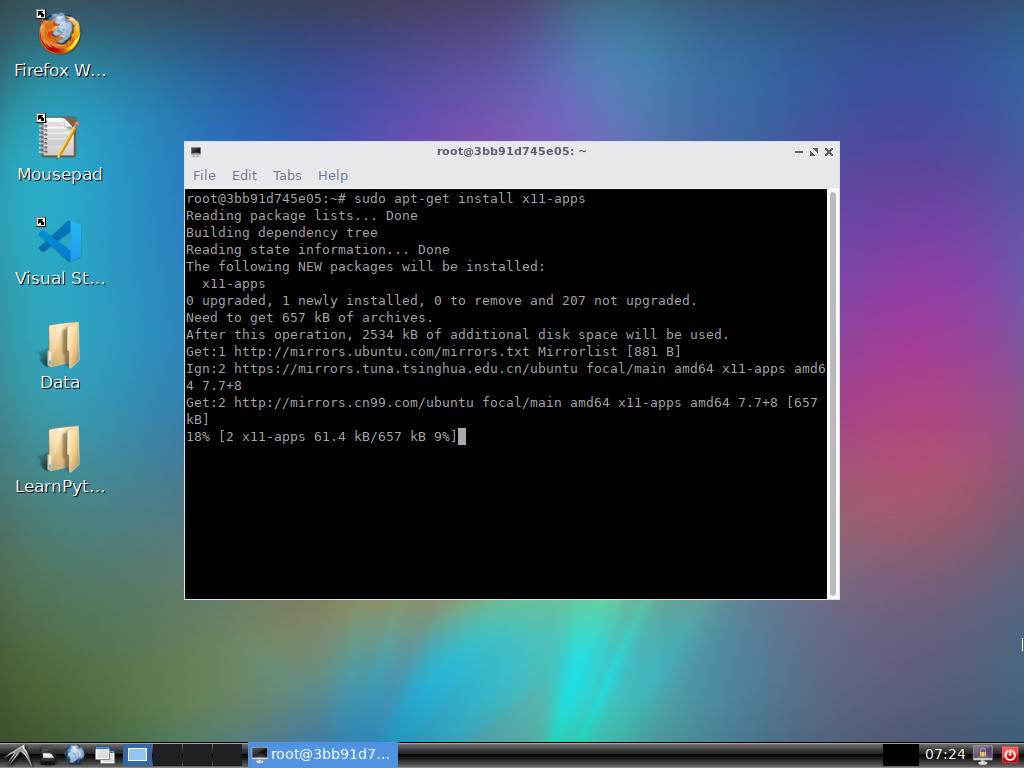 Firefox W...
Mousepad
Visual St...
Data
LearnPyt...
root@3bb91d745e05: ~
File Edit Tabs Help
root@3bb91d745e05:~# sudo apt-get install x11-apps
Reading package lists... Done
Building dependency tree
Reading state information... Done
The following NEW packages will be installed:
  x11-apps
0 upgraded, 1 newly installed, 0 to remove and 207 not upgraded.
Need to get 657 kB of archives.
After this operation, 2534 kB of additional disk space will be used.
Get:1 http://mirrors.ubuntu.com/mirrors.txt Mirrorlist [881 B]
Ign:2 https://mirrors.tuna.tsinghua.edu.cn/ubuntu focal/main amd64 x11-apps amd6
4 7.7+8
Get:2 http://mirrors.cn99.com/ubuntu focal/main amd64 x11-apps amd64 7.7+8 [657
kB]
18% [2 x11-apps 61.4 kB/657 kB 9%]
root@3bb91d7...
07:24